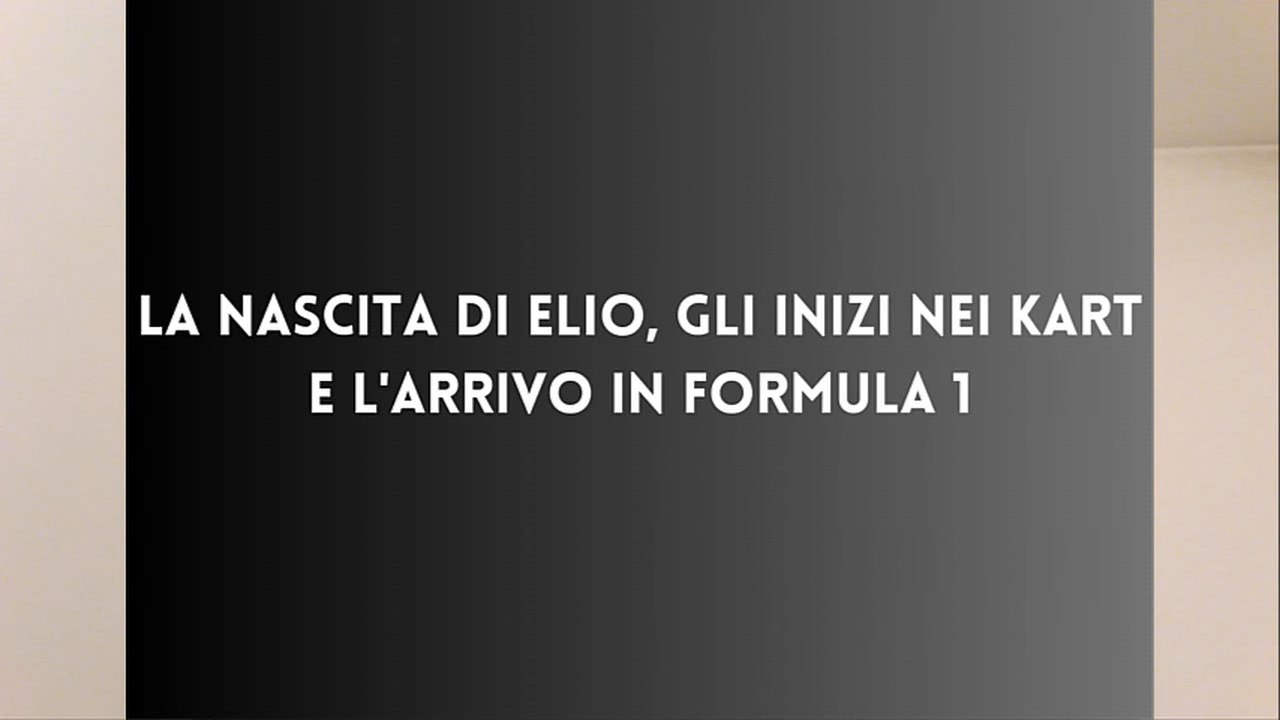 LA NASCITA DI ELIO, GLI INIZI NEI KART
E L'ARRIVO IN FORMULA 1